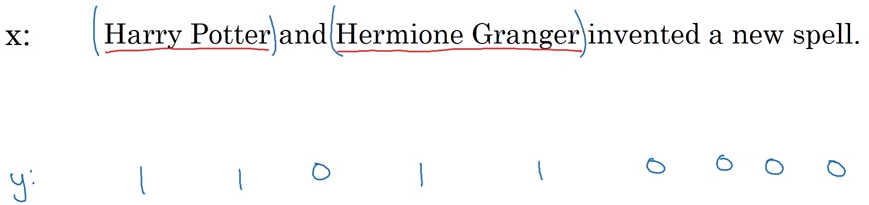 x: (Harry Potter) and (Hermione Granger) invented a new spell.
y: 1 1 0 1 1 0 0 0 0